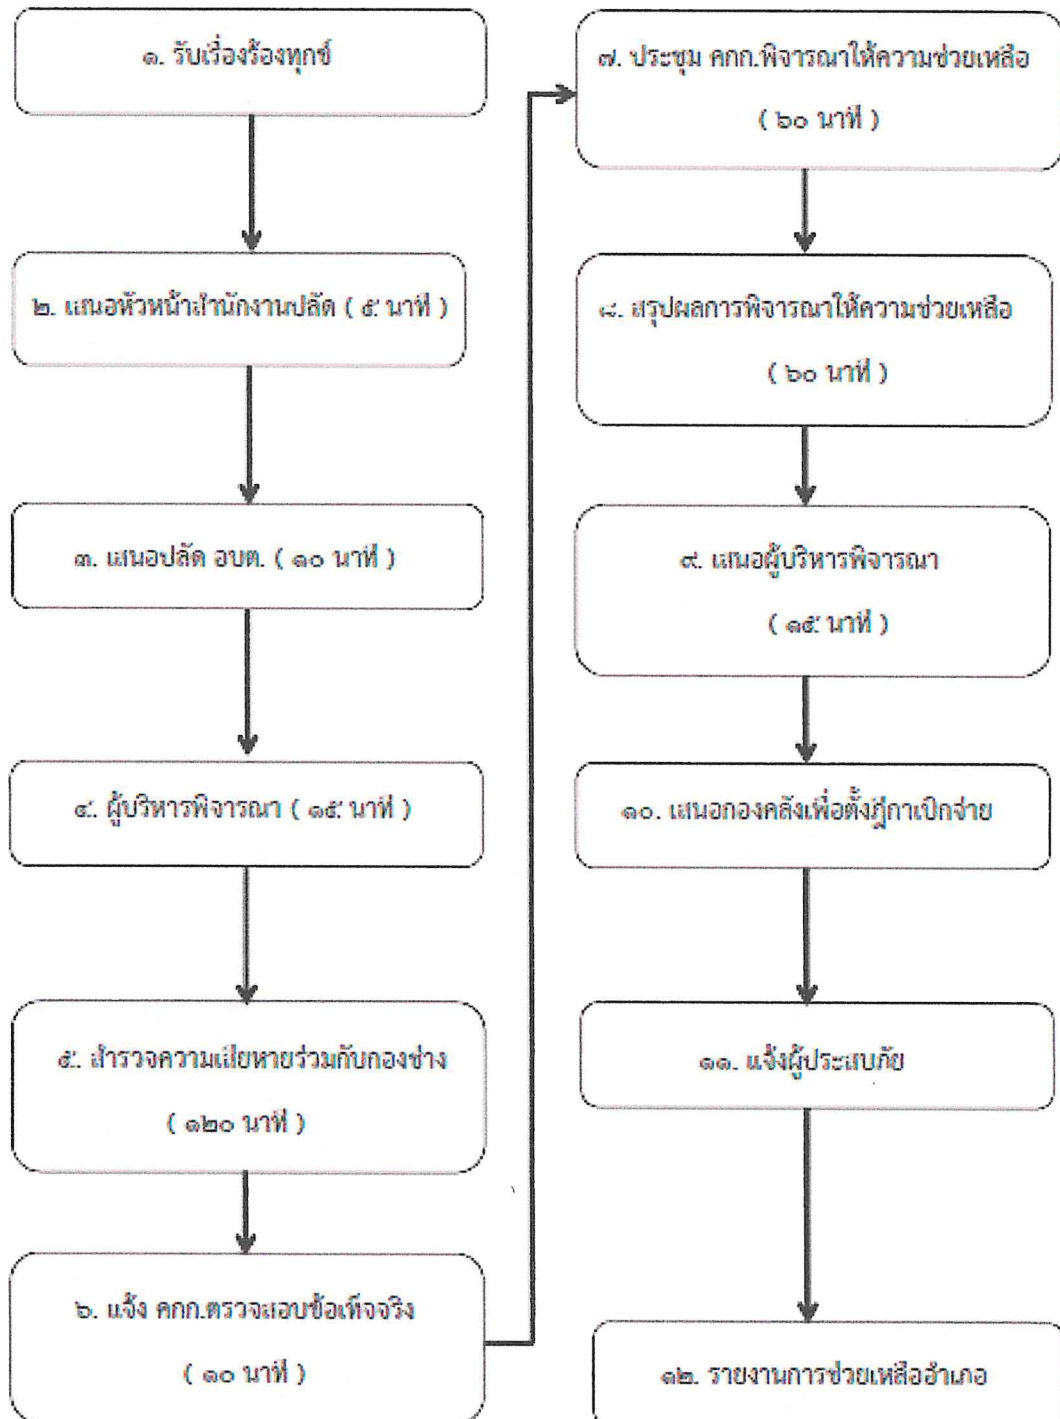 ๑. รับเรื่องร้องทุกข์
๒. เสนอหัวหน้าสำนักงานปลัด ( ๕ นาที )
๓. เสนอปลัด อบต. ( ๑๐ นาที )
๔. ผู้บริหารพิจารณา ( ๑๕ นาที )
๕. สำรวจความเสียหายร่วมกับกองช่าง
( ๑๒๐ นาที )
๖. แจ้ง คกก.ตรวจสอบข้อเท็จจริง
( ๑๐ นาที )
๗. ประชุม คกก.พิจารณาให้ความช่วยเหลือ
( ๖๐ นาที )
๘. สรุปผลการพิจารณาให้ความช่วยเหลือ
( ๖๐ นาที )
๙. เสนอผู้บริหารพิจารณา
( ๑๕ นาที )
๑๐. เสนอกองคลังเพื่อตั้งฎีกาเบิกจ่าย
๑๑. แจ้งผู้ประสบภัย
๑๒. รายงานการช่วยเหลืออำเภอ